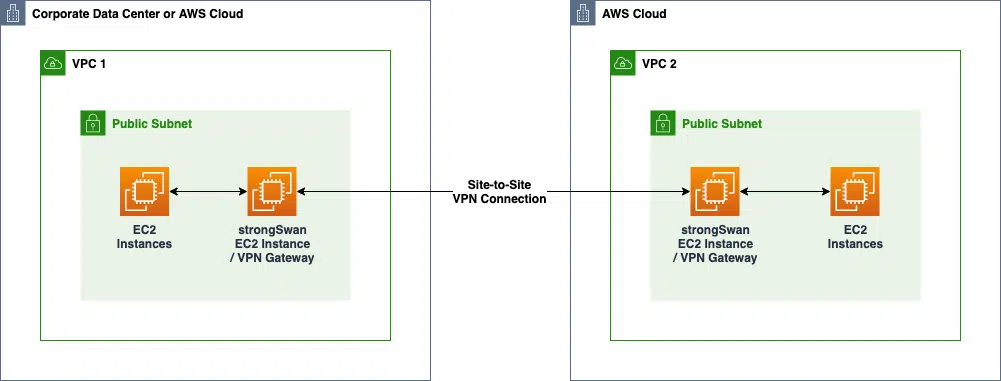 Corporate Data Center or AWS Cloud
VPC 1
Public Subnet
EC2
Instances
strongSwan
EC2 Instance
/ VPN Gateway
Site-to-Site
VPN Connection
AWS Cloud
VPC 2
Public Subnet
strongSwan
EC2 Instance
/ VPN Gateway
EC2
Instances